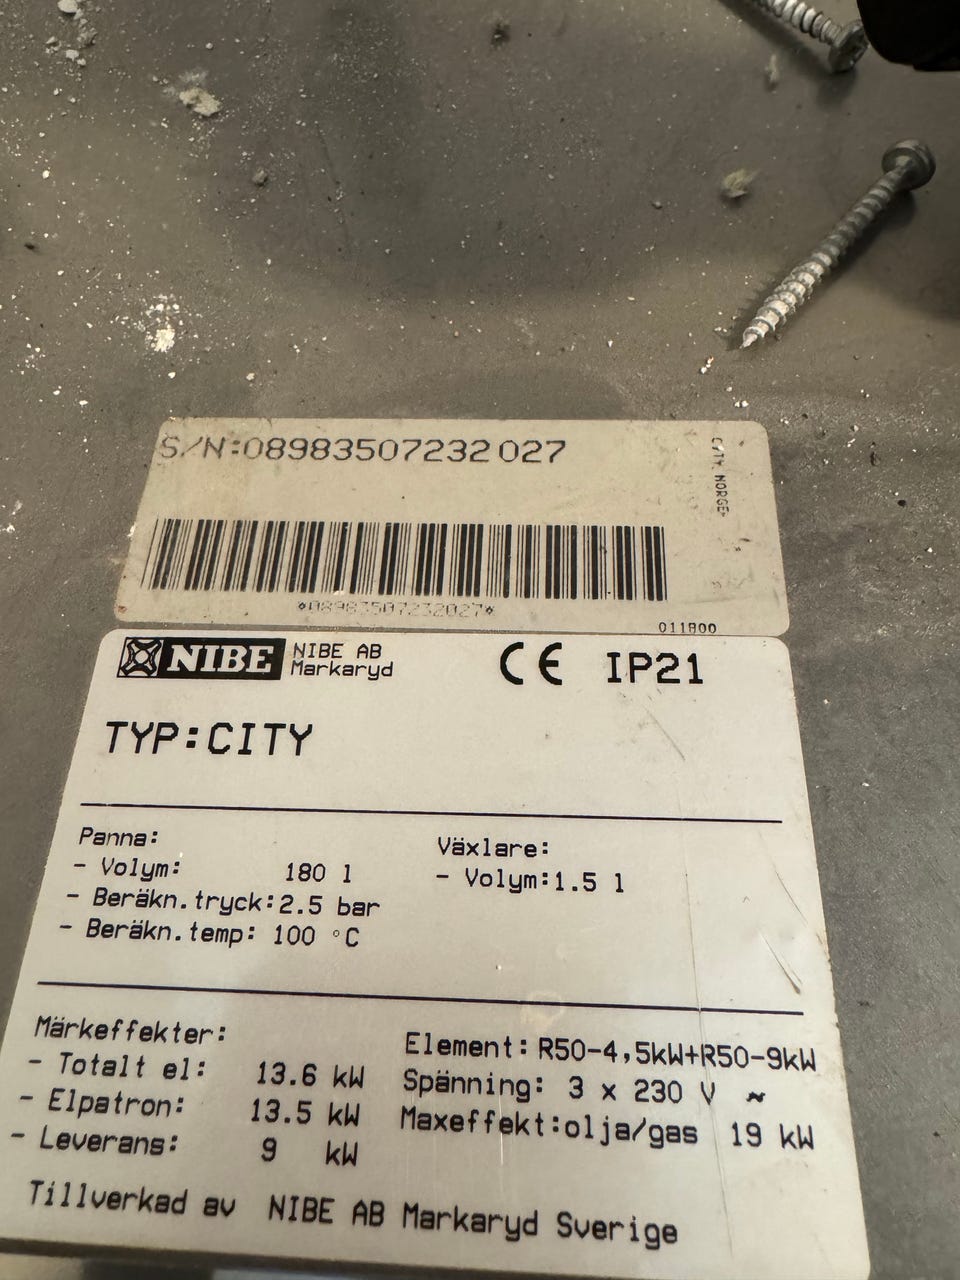 S/N:08983507232027
NORGE
*08983507232027*
011800
NIBE
NIBE AB
Markaryd
CE IP21
TYP:CITY
Panna:
- Volym: 180 l
- Beräkn.tryck:2.5 bar
- Beräkn.temp: 100 °C
Växlare:
- Volym:1.5 l
Märkeffekter:
- Totalt el: 13.6 kW
- Elpatron: 13.5 kW
- Leverans: 9 kW
Element: R50-4,5kW+R50-9kW
Spänning: 3 x 230 V ~
Maxeffekt:olja/gas 19 kW
Tillverkad av NIBE AB Markaryd Sverige